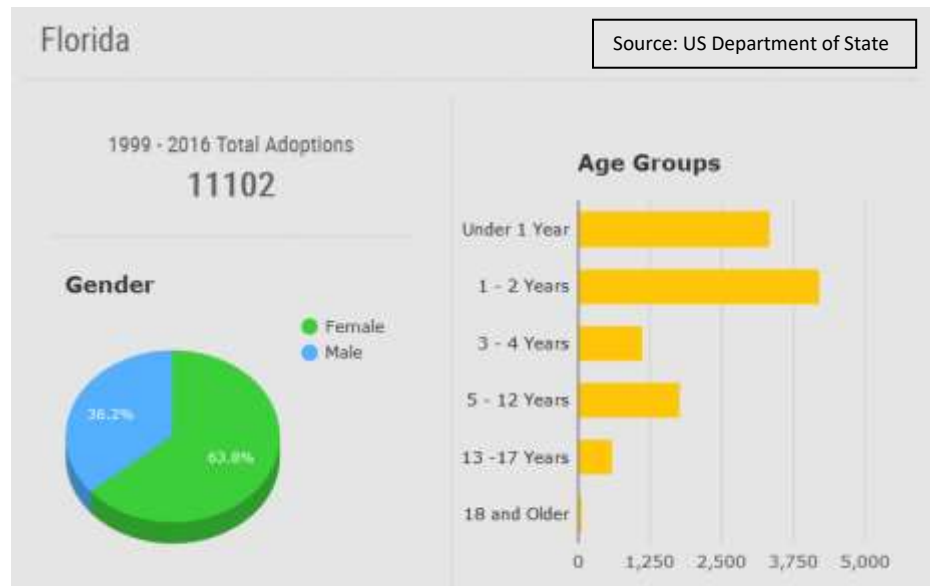 Florida
Source: US Department of State
1999 - 2016 Total Adoptions
11102
Gender
Female
Male
36.2%
63.8%
Age Groups
Under 1 Year
1 - 2 Years
3 - 4 Years
5 - 12 Years
13 -17 Years
18 and Older
0 1,250 2,500 3,750 5,000